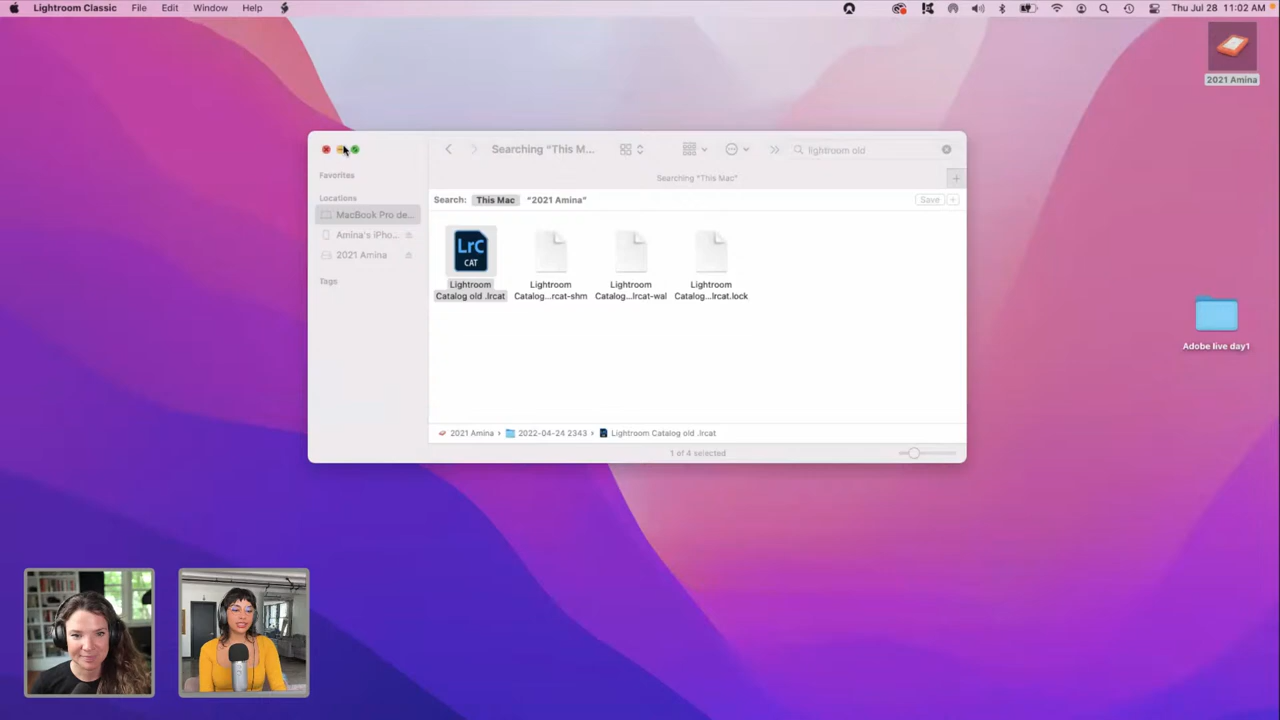 Lightroom Classic File Edit Window Help Thu Jul 28 11:02 AM
2021 Amina
Searching “This M... lightroom old
Searching “This Mac”
Favorites
Locations
MacBook Pro de...
Amina's iPho...
2021 Amina
Tags
Search: This Mac “2021 Amina” Save
LrC
CAT
Lightroom
Catalog old .lrcat
Lightroom
Catalog...rcat-shm
Lightroom
Catalog...lrcat-wal
Lightroom
Catalog...lrcat.lock
2021 Amina › 2022-04-24 2343 › Lightroom Catalog old .lrcat
1 of 4 selected
Adobe live day1